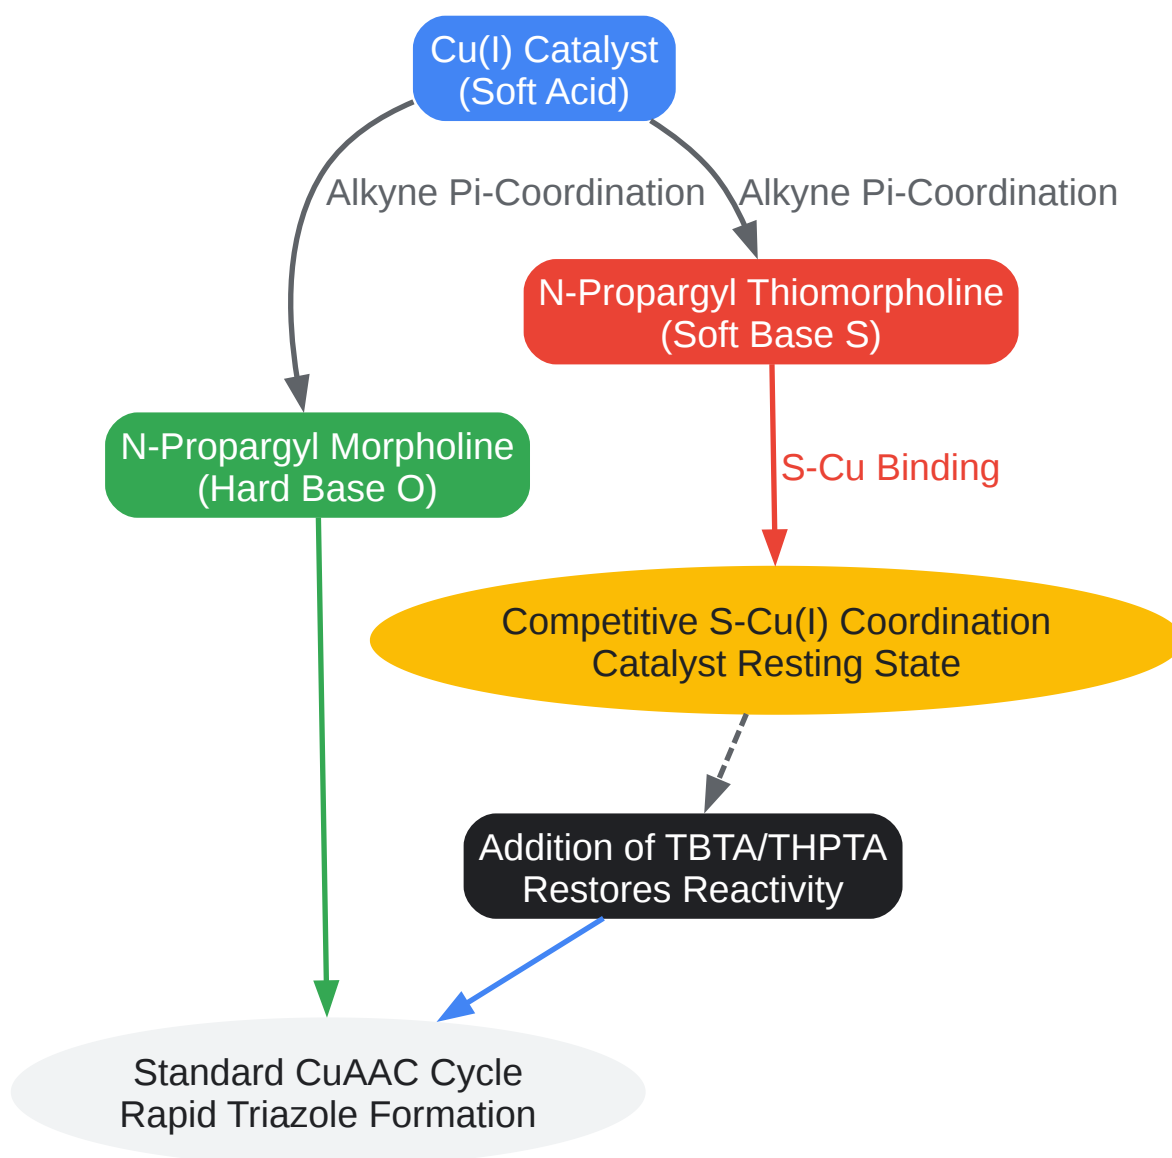 Cu(I) Catalyst
(Soft Acid)
Alkyne Pi-Coordination
Alkyne Pi-Coordination
N-Propargyl Thiomorpholine
(Soft Base S)
N-Propargyl Morpholine
(Hard Base O)
S-Cu Binding
Competitive S-Cu(I) Coordination
Catalyst Resting State
Addition of TBTA/THPTA
Restores Reactivity
Standard CuAAC Cycle
Rapid Triazole Formation